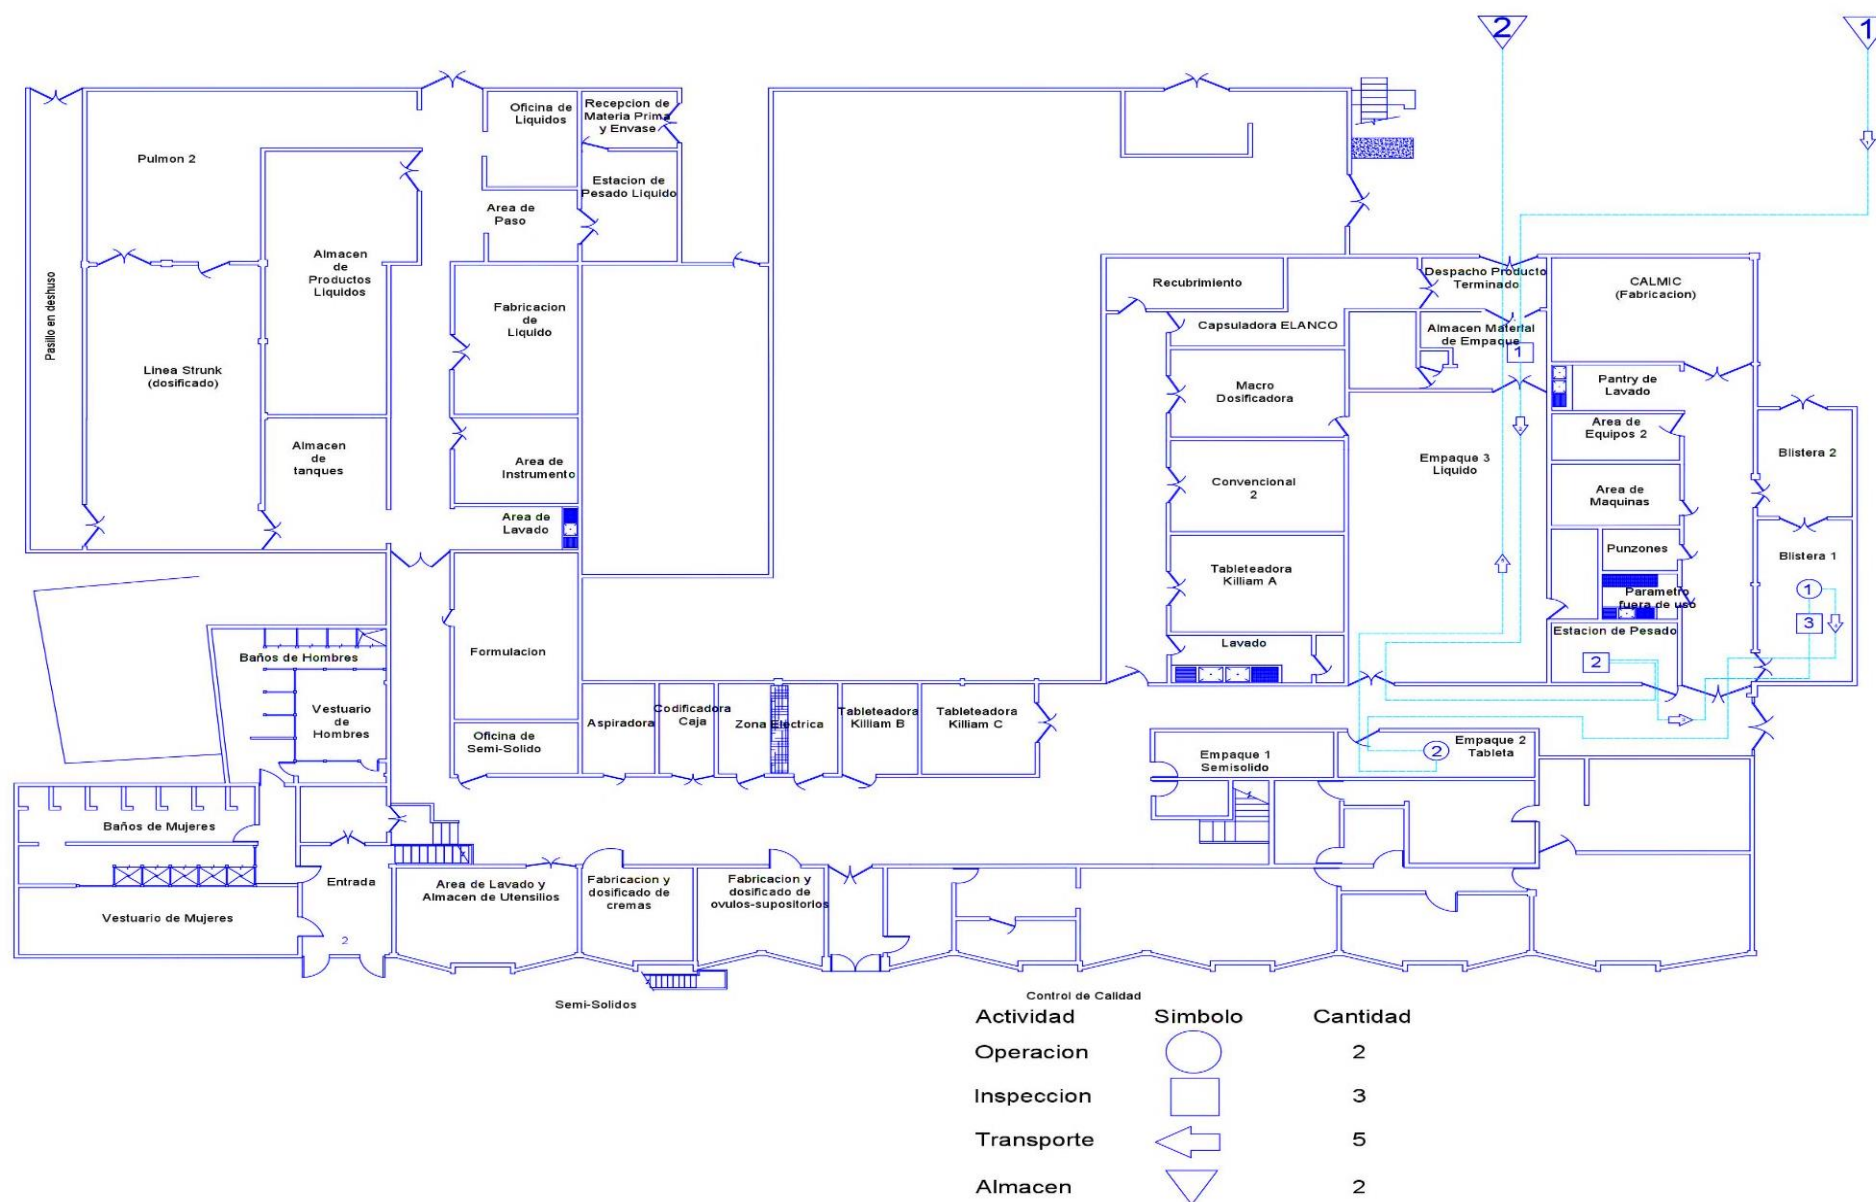 2
1
1
Oficina de
Liquidos
Recepcion de
Materia Prima
y Envase
Pulmon 2
Estacion de
Pesado Liquido
Area de
Paso
Almacen
de
Productos
Liquidos
Pasillo en deshuso
Fabricacion
de
Liquido
Linea Strunk
(dosificado)
Almacen
de
tanques
Area de
Instrumento
Area de
Lavado
Recubrimiento
Despacho Producto
Terminado
CALMIC
(Fabricacion)
Capsuladora ELANCO
Almacen Material
de Empaque
1
Macro
Dosificadora
Pantry de
Lavado
2
Area de
Equipos 2
Empaque 3
Liquido
Blistera 2
Convencional
2
Area de
Maquinas
Punzones
Blistera 1
Tableteadora
Killiam A
Parametro
fuera de uso
1
3
Estacion de Pesado
2
Lavado
Baños de Hombres
Formulacion
Vestuario
de
Hombres
Oficina de
Semi-Solido
Aspiradora
Codificadora
Caja
Zona Electrica
Tableteadora
Killiam B
Tableteadora
Killiam C
Empaque 1
Semisolido
2
Empaque 2
Tableta
Baños de Mujeres
Entrada
Area de Lavado y
Almacen de Utensilios
Fabricacion y
dosificado de
cremas
Fabricacion y
dosificado de
ovulos-supositorios
Vestuario de Mujeres
2
Semi-Solidos
Control de Calidad
Actividad Simbolo Cantidad
Operacion 2
Inspeccion 3
Transporte 5
Almacen 2